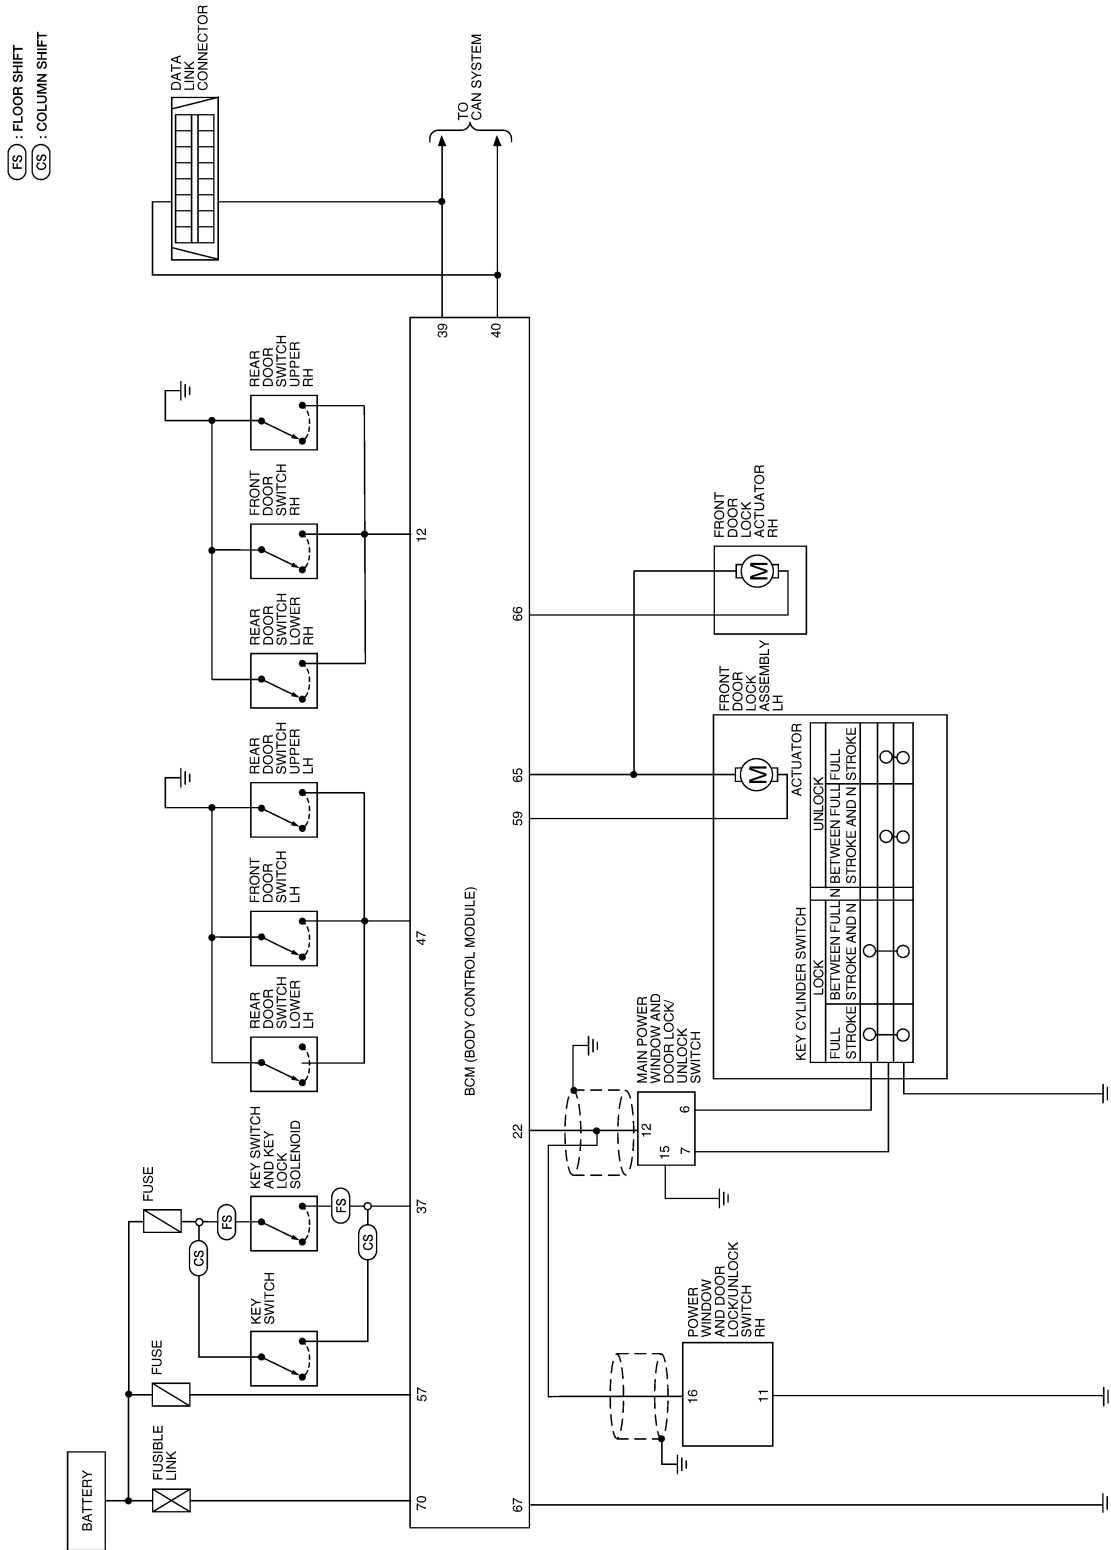 FS : FLOOR SHIFT
CS : COLUMN SHIFT
BATTERY
FUSIBLE
LINK
FUSE
KEY
SWITCH
FUSE
CS
FS
KEY SWITCH
AND KEY
LOCK
SOLENOID
FS
CS
REAR
DOOR
SWITCH
LOWER
LH
FRONT
DOOR
SWITCH
LH
REAR
DOOR
SWITCH
UPPER
LH
REAR
DOOR
SWITCH
LOWER
RH
FRONT
DOOR
SWITCH
RH
REAR
DOOR
SWITCH
UPPER
RH
DATA
LINK
CONNECTOR
TO
CAN SYSTEM
70
57
37
47
12
39
40
BCM (BODY CONTROL MODULE)
67
22
59
65
66
POWER
WINDOW
AND DOOR
LOCK/UNLOCK
SWITCH
RH
16
11
MAIN POWER
WINDOW AND
DOOR LOCK/
UNLOCK
SWITCH
12
15
7
6
FRONT
DOOR
LOCK
ASSEMBLY
LH
M
ACTUATOR
KEY CYLINDER SWITCH
LOCK
N
UNLOCK
FULL
STROKE
BETWEEN FULL
STROKE AND N
BETWEEN FULL
STROKE AND N
FULL
STROKE
FRONT
DOOR
LOCK
ACTUATOR
RH
M